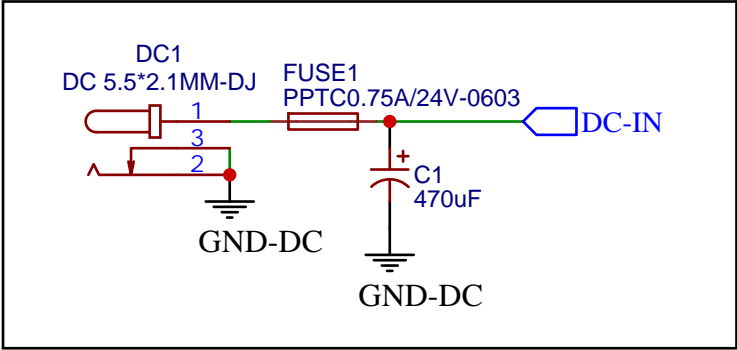 DC1
DC 5.5*2.1MM-DJ
FUSE1
PPTC0.75A/24V-0603
1
3
2
DC-IN
+
C1
470uF
GND-DC
GND-DC